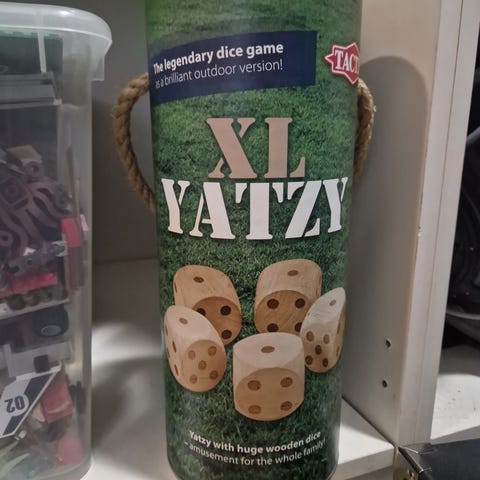 The legendary dice game
as a brilliant outdoor version!
TACTIC
XL
YATZY
Yatzy with huge wooden dice
- amusement for the whole family!
02